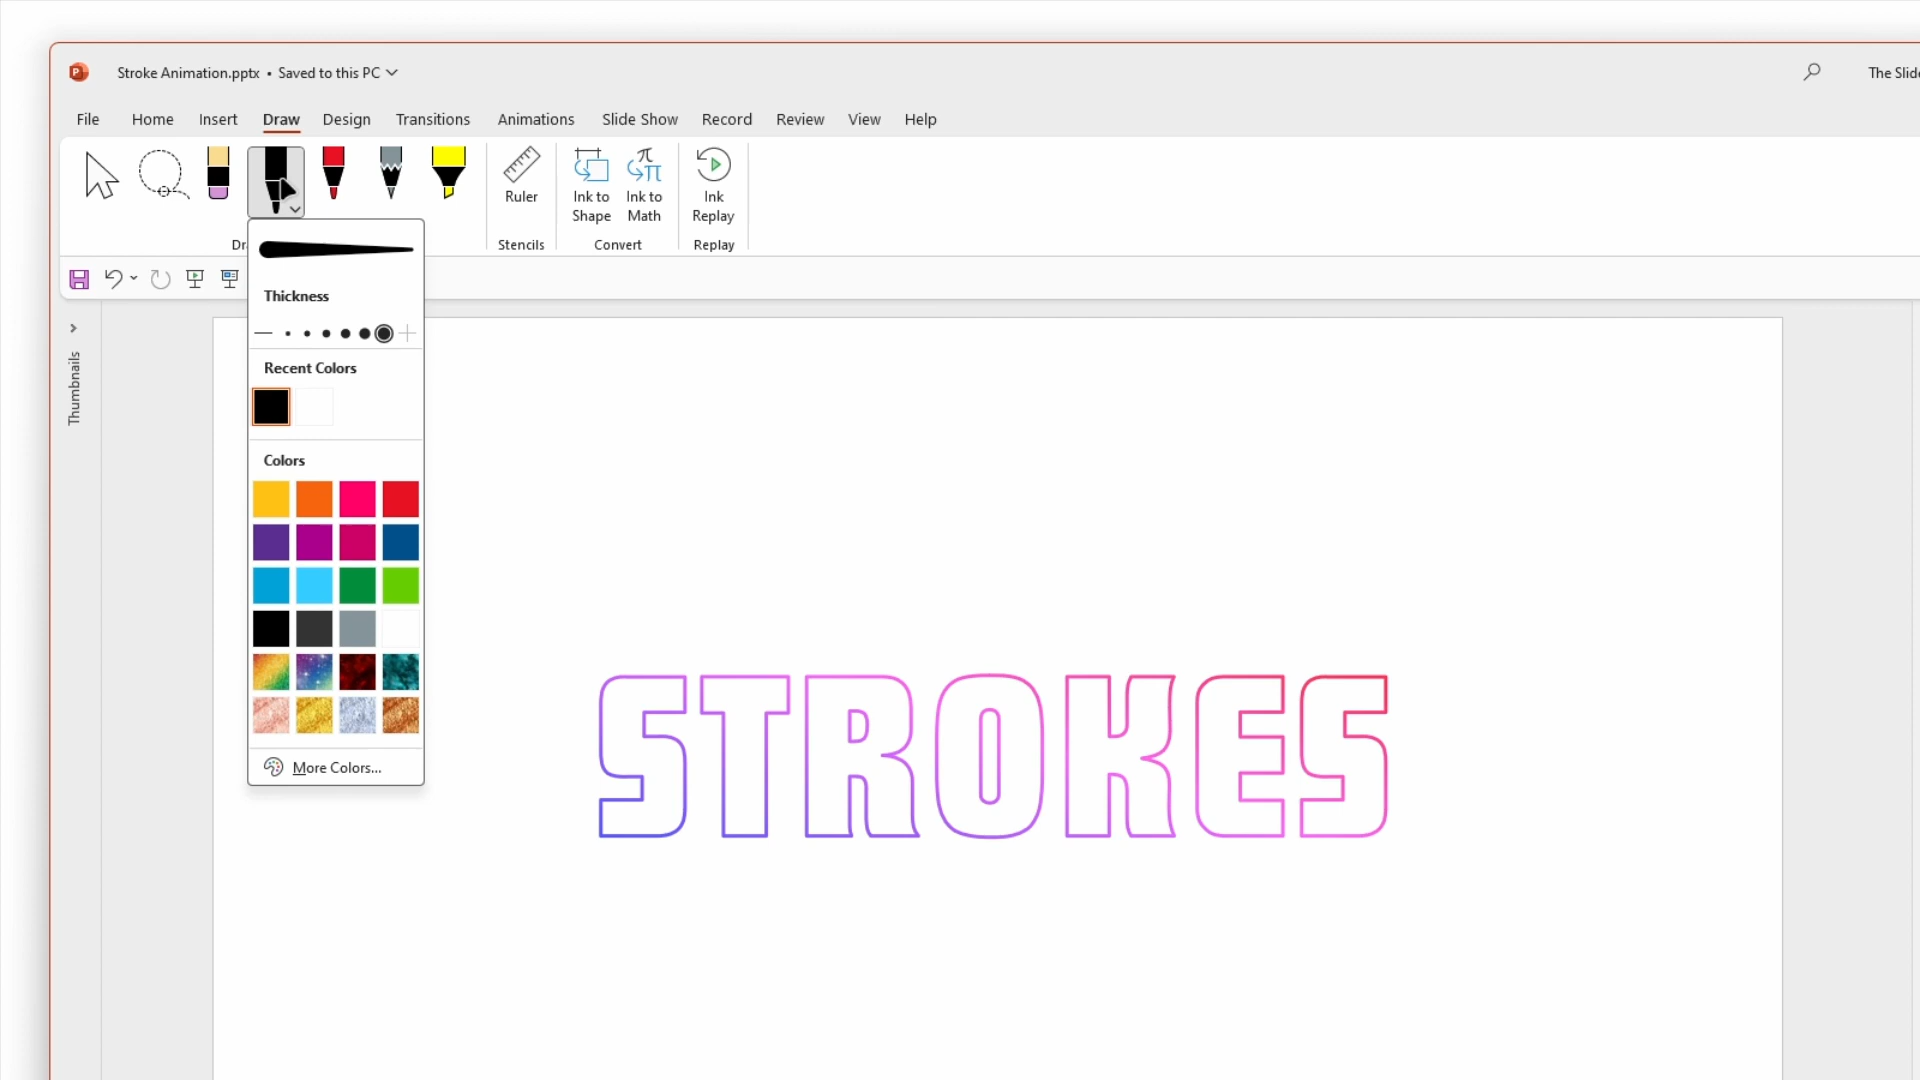 Stroke Animation.pptx • Saved to this PC
The Slide
File Home Insert Draw Design Transitions Animations Slide Show Record Review View Help
Ruler
Ink to Shape
Ink to Math
Ink Replay
Stencils
Convert
Replay
Thickness
Recent Colors
Colors
More Colors...
Thumbnails
STROKES